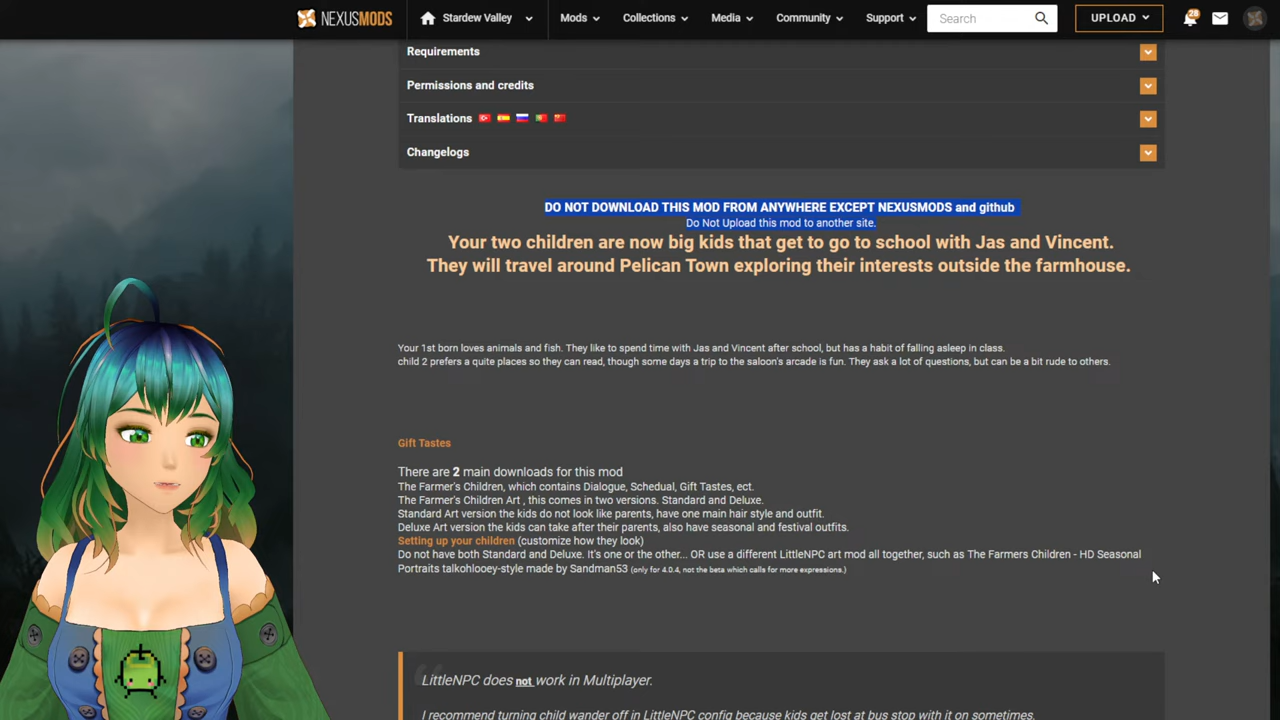 NEXUSMODS Stardew Valley Mods Collections Media Community Support Search UPLOAD 28
Requirements
Permissions and credits
Translations
Changelogs
DO NOT DOWNLOAD THIS MOD FROM ANYWHERE EXCEPT NEXUSMODS and github
Do Not Upload this mod to another site.
Your two children are now big kids that get to go to school with Jas and Vincent.
They will travel around Pelican Town exploring their interests outside the farmhouse.
Your 1st born loves animals and fish. They like to spend time with Jas and Vincent after school, but has a habit of falling asleep in class.
child 2 prefers a quite places so they can read, though some days a trip to the saloon's arcade is fun. They ask a lot of questions, but can be a bit rude to others.
Gift Tastes
There are 2 main downloads for this mod
The Farmer's Children, which contains Dialogue, Schedual, Gift Tastes, ect.
The Farmer's Children Art , this comes in two versions. Standard and Deluxe.
Standard Art version the kids do not look like parents, have one main hair style and outfit.
Deluxe Art version the kids can take after their parents, also have seasonal and festival outfits.
Setting up your children (customize how they look)
Do not have both Standard and Deluxe. It's one or the other... OR use a different LittleNPC art mod all together, such as The Farmers Children - HD Seasonal
Portraits talkohlooey-style made by Sandman53 (only for 4.0.4, not the beta which calls for more expressions.)
LittleNPC does not work in Multiplayer.
I recommend turning child wander off in LittleNPC config because kids get lost at bus stop with it on sometimes.